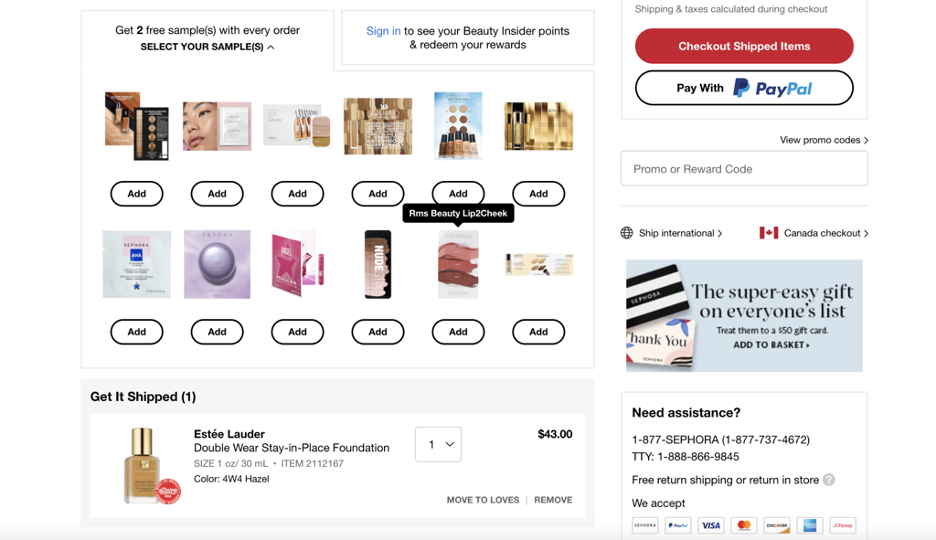 Get 2 free sample(s) with every order
SELECT YOUR SAMPLE(S)
Sign in to see your Beauty Insider points
& redeem your rewards
Add
Add
Add
Add
Add
Add
Rms Beauty Lip2Cheek
SEPHORA
AHA
TATCHA
ANGEL
NUDE
Add
Add
Add
Add
Add
Add
Get It Shipped (1)
Estée Lauder
Double Wear Stay-in-Place Foundation
SIZE 1 oz/ 30 mL • ITEM 2112167
Color: 4W4 Hazel
1
$43.00
MOVE TO LOVES | REMOVE
Shipping & taxes calculated during checkout
Checkout Shipped Items
Pay With PayPal
View promo codes
Promo or Reward Code
Ship international
Canada checkout
SEPHORA
Thank You
SEPHORA
The super-easy gift
on everyone's list
Treat them to a $50 gift card.
ADD TO BASKET
Need assistance?
1-877-SEPHORA (1-877-737-4672)
TTY: 1-888-866-9845
Free return shipping or return in store ?
We accept
SEPHORA
PayPal
VISA
DISCOVER
JCPenney